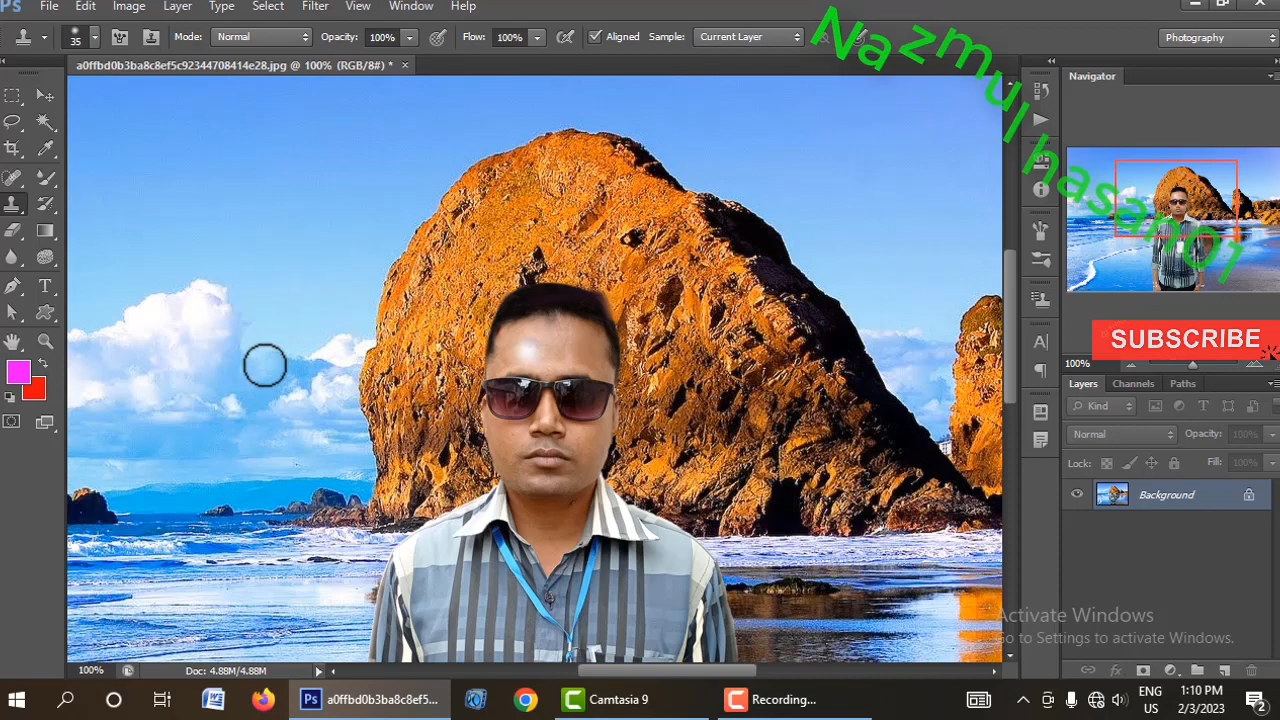 Ps File Edit Image Layer Type Select Filter View Window Help
35 Mode: Normal Opacity: 100% Flow: 100% Aligned Sample: Current Layer Photography
a0ffbd0b3ba8c8ef5c92344708414e28.jpg @ 100% (RGB/8#) * ×
Nazmul hasan01
Navigator
SUBSCRIBE
100%
Layers Channels Paths
Kind
Normal Opacity: 100%
Lock: Fill: 100%
Background
Activate Windows
Go to Settings to activate Windows.
100% Doc: 4.88M/4.88M
Ps a0ffbd0b3ba8c8ef5... C Camtasia 9 C Recording...
ENG
US
1:10 PM
2/3/2023
2